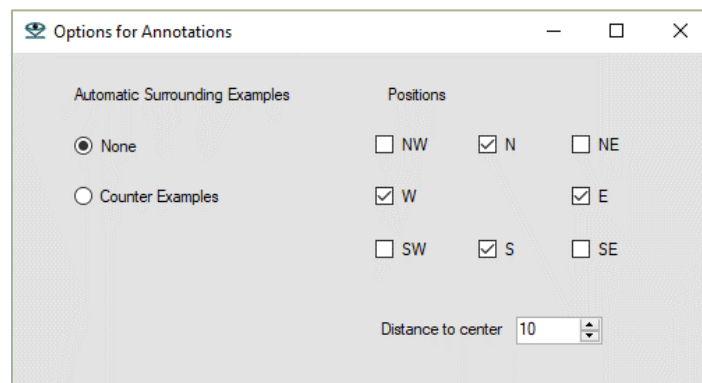 Options for Annotations
Automatic Surrounding Examples Positions
None NW N NE
Counter Examples W E
SW S SE
Distance to center 10